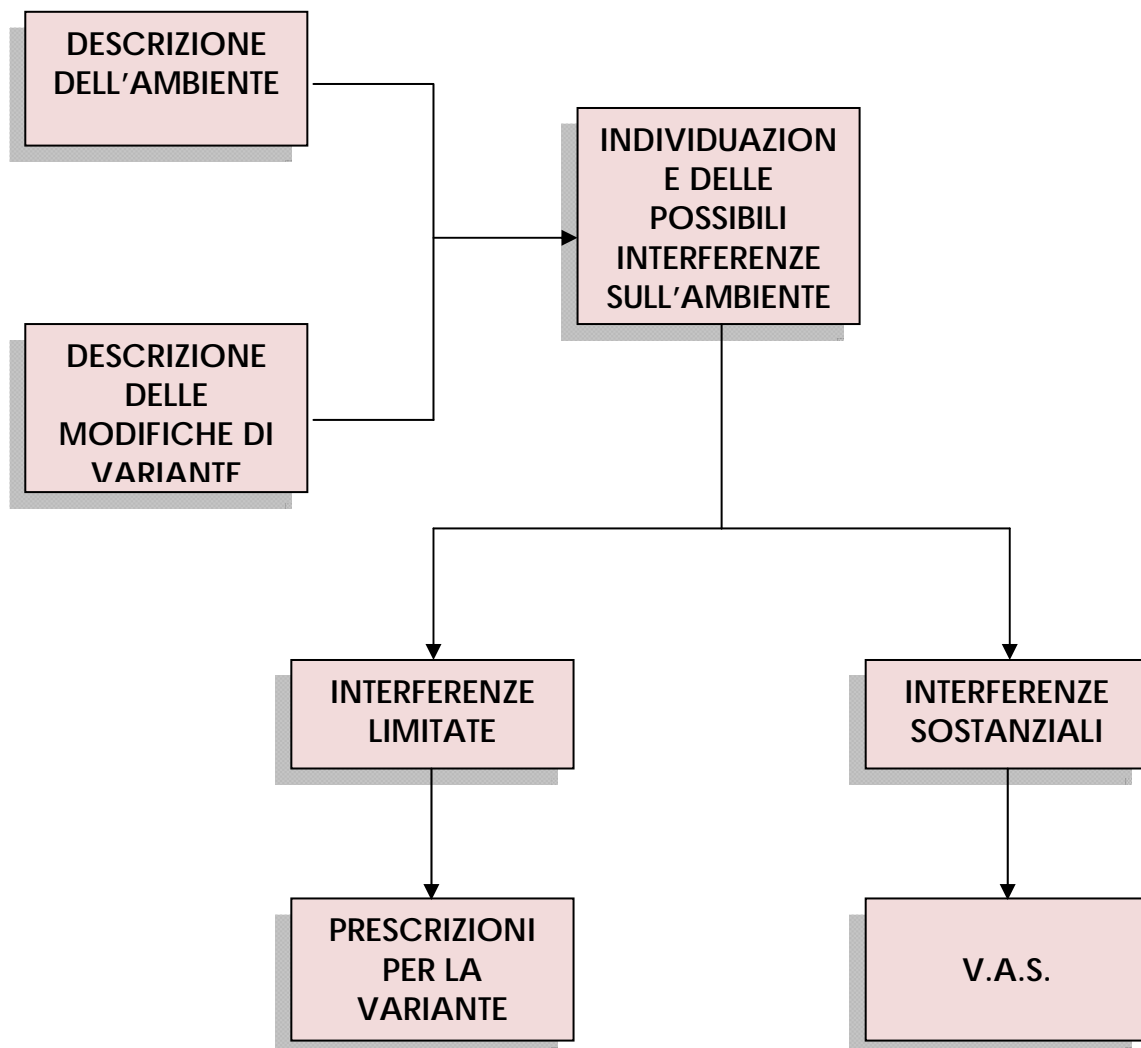 DESCRIZIONE
DELL'AMBIENTE
INDIVIDUAZION
E DELLE
POSSIBILI
INTERFERENZE
SULL'AMBIENTE
DESCRIZIONE
DELLE
MODIFICHE DI
VARIANTE
INTERFERENZE
LIMITATE
INTERFERENZE
SOSTANZIALI
PRESCRIZIONI
PER LA
VARIANTE
V.A.S.